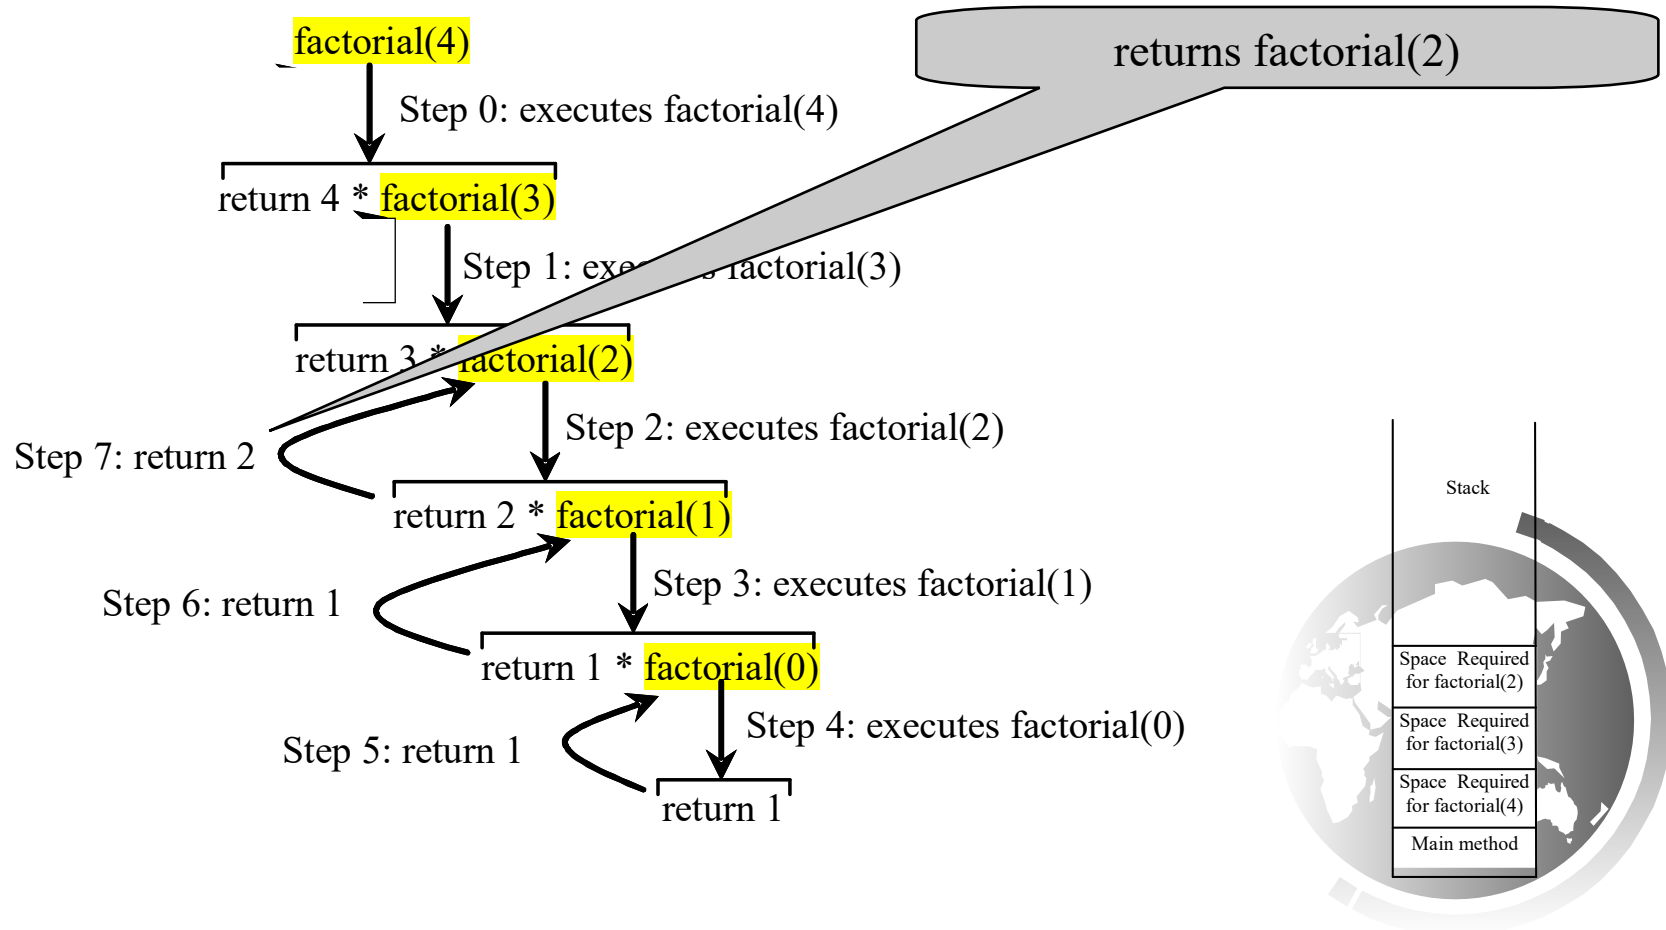 factorial(4)
returns factorial(2)
Step 0: executes factorial(4)
return 4 * factorial(3)
Step 1: factorial(3)
return 3 * factorial(2)
Step 2: executes factorial(2)
Step 7: return 2
return 2 * factorial(1)
Step 3: executes factorial(1)
Step 6: return 1
return 1 * factorial(0)
Step 4: executes factorial(0)
Step 5: return 1
return 1
Stack
Space Required
for factorial(2)
Space Required
for factorial(3)
Space Required
for factorial(4)
Main method